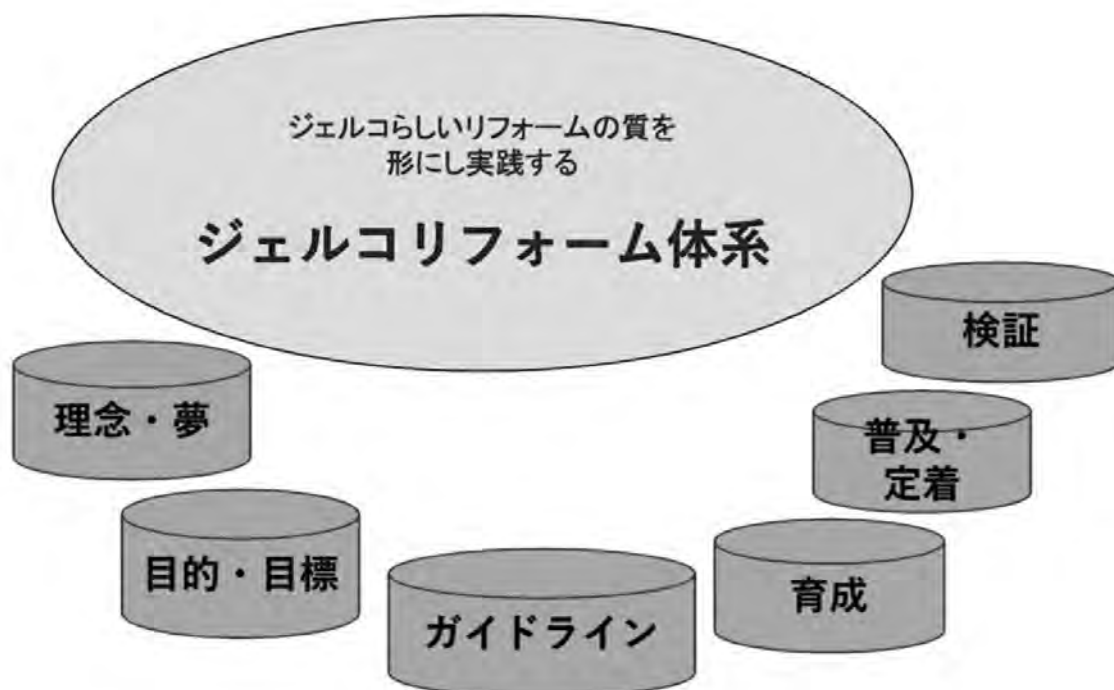 ジェルコらしいリフォームの質を
形にし実践する
ジェルコリフォーム体系
検証
理念・夢
普及・
定着
目的・目標
育成
ガイドライン